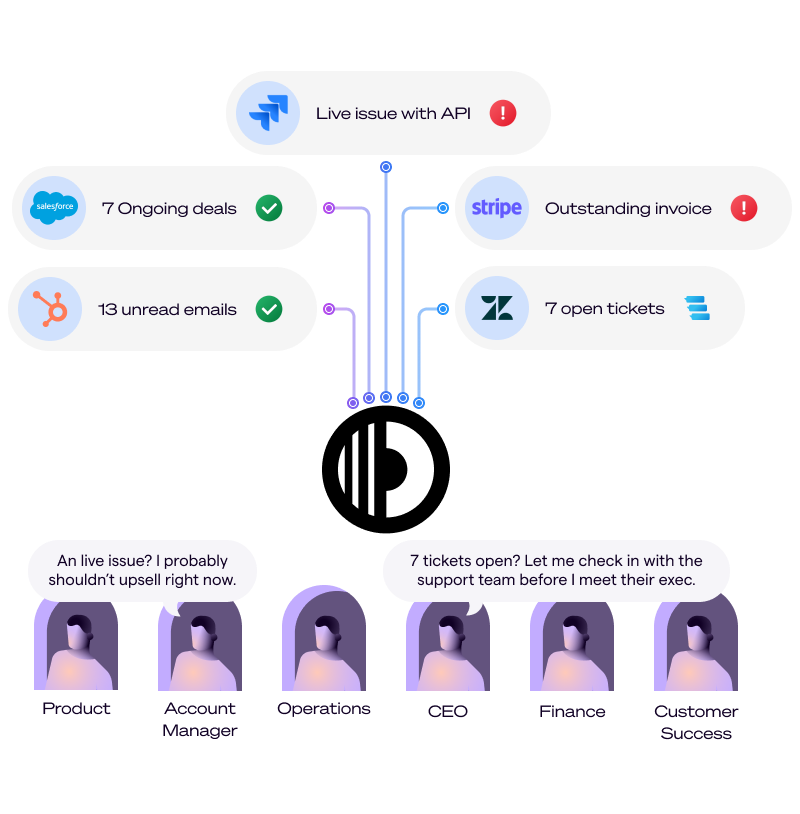 Live issue with API
salesforce
7 Ongoing deals
stripe
Outstanding invoice
13 unread emails
7 open tickets
An live issue? I probably
shouldn’t upsell right now.
7 tickets open? Let me check in with the
support team before I meet their exec.
Product
Account
Manager
Operations
CEO
Finance
Customer
Success